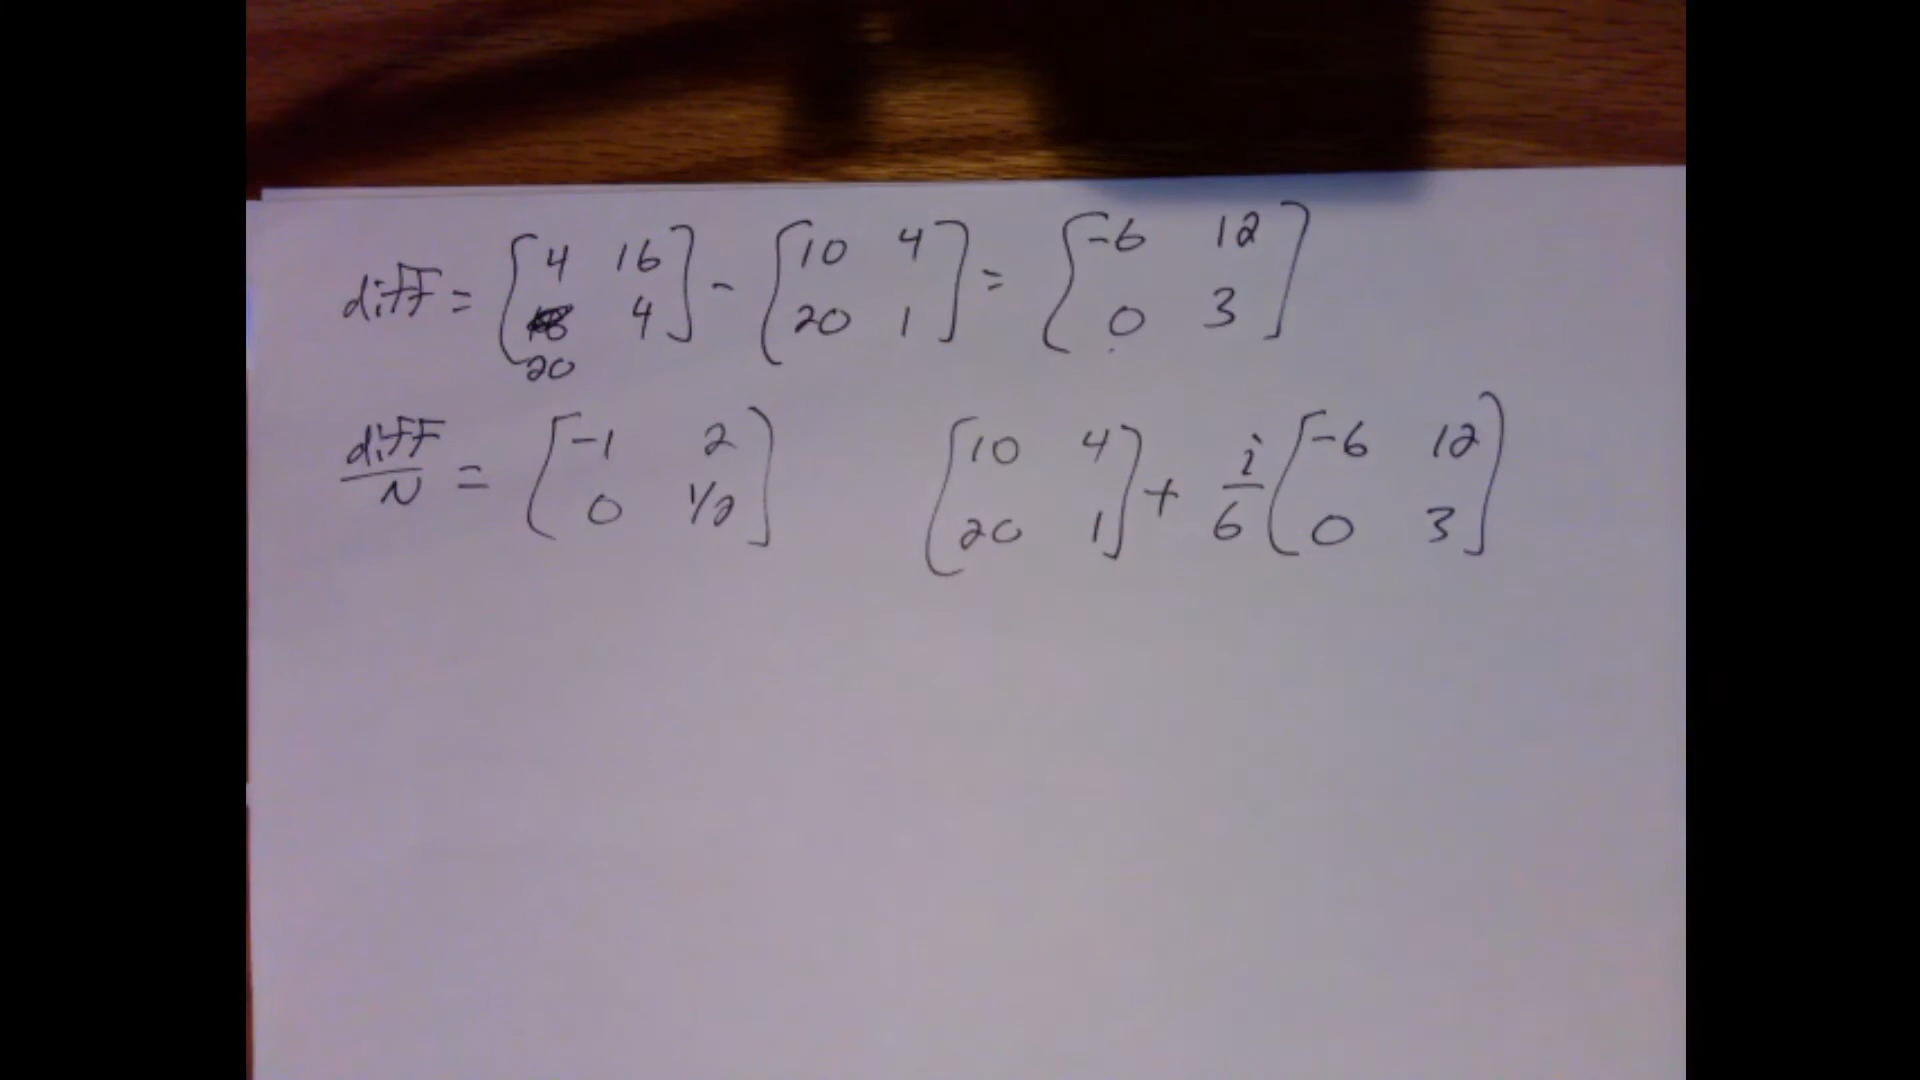 diff = [4 16] - [10 4] = [-6 12]
[20 4] [20 1] [0 3]
diff/N = [-1 2] [10 4] + i/6 [-6 12]
[0 1/2] [20 1] [0 3]